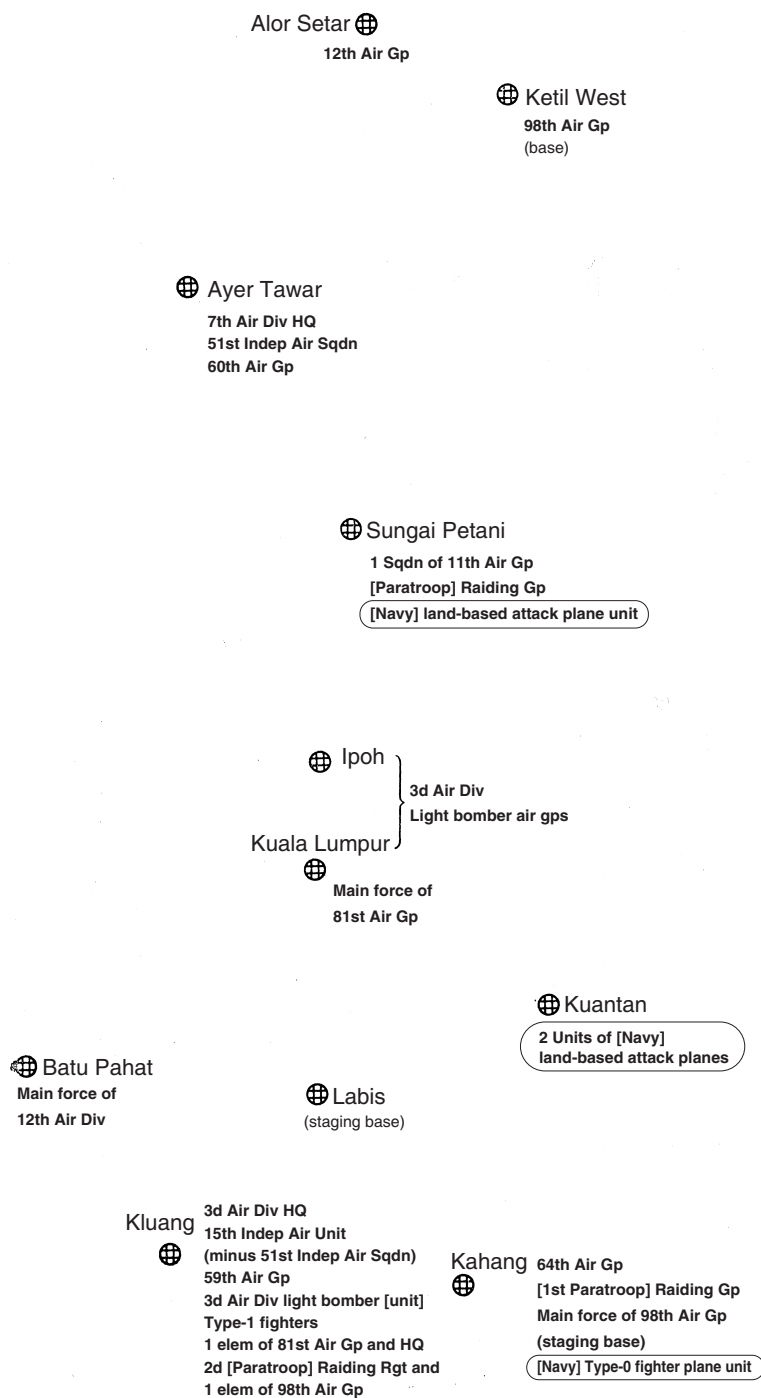 Alor Setar
12th Air Gp
Ketil West
98th Air Gp
(base)
Ayer Tawar
7th Air Div HQ
51st Indep Air Sqdn
60th Air Gp
Sungai Petani
1 Sqdn of 11th Air Gp
[Paratroop] Raiding Gp
[Navy] land-based attack plane unit
Ipoh
3d Air Div
Light bomber air gps
Kuala Lumpur
Main force of
81st Air Gp
Kuantan
2 Units of [Navy]
land-based attack planes
Batu Pahat
Main force of
12th Air Div
Labis
(staging base)
Kluang
3d Air Div HQ
15th Indep Air Unit
(minus 51st Indep Air Sqdn)
59th Air Gp
3d Air Div light bomber [unit]
Type-1 fighters
1 elem of 81st Air Gp and HQ
2d [Paratroop] Raiding Rgt and
1 elem of 98th Air Gp
Kahang
64th Air Gp
[1st Paratroop] Raiding Gp
Main force of 98th Air Gp
(staging base)
[Navy] Type-0 fighter plane unit